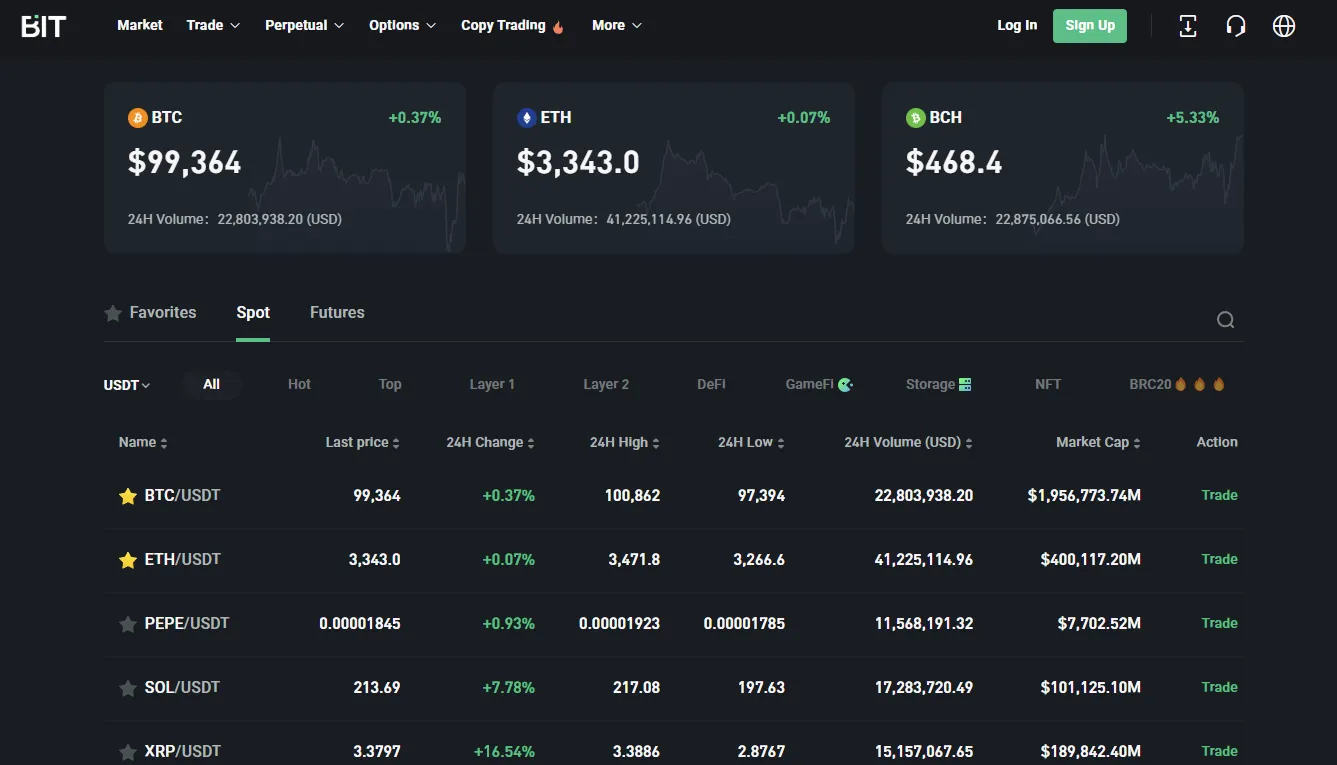 BIT Market Trade Perpetual Options Copy Trading More Log In Sign Up
BTC +0.37%
$99,364
24H Volume: 22,803,938.20 (USD)
ETH +0.07%
$3,343.0
24H Volume: 41,225,114.96 (USD)
BCH +5.33%
$468.4
24H Volume: 22,875,066.56 (USD)
Favorites Spot Futures
USDT All Hot Top Layer 1 Layer 2 DeFi GameFi Storage NFT BRC20
Name Last price 24H Change 24H High 24H Low 24H Volume (USD) Market Cap Action
BTC/USDT 99,364 +0.37% 100,862 97,394 22,803,938.20 $1,956,773.74M Trade
ETH/USDT 3,343.0 +0.07% 3,471.8 3,266.6 41,225,114.96 $400,117.20M Trade
PEPE/USDT 0.00001845 +0.93% 0.00001923 0.00001785 11,568,191.32 $7,702.52M Trade
SOL/USDT 213.69 +7.78% 217.08 197.63 17,283,720.49 $101,125.10M Trade
XRP/USDT 3.3797 +16.54% 3.3886 2.8767 15,157,067.65 $189,842.40M Trade